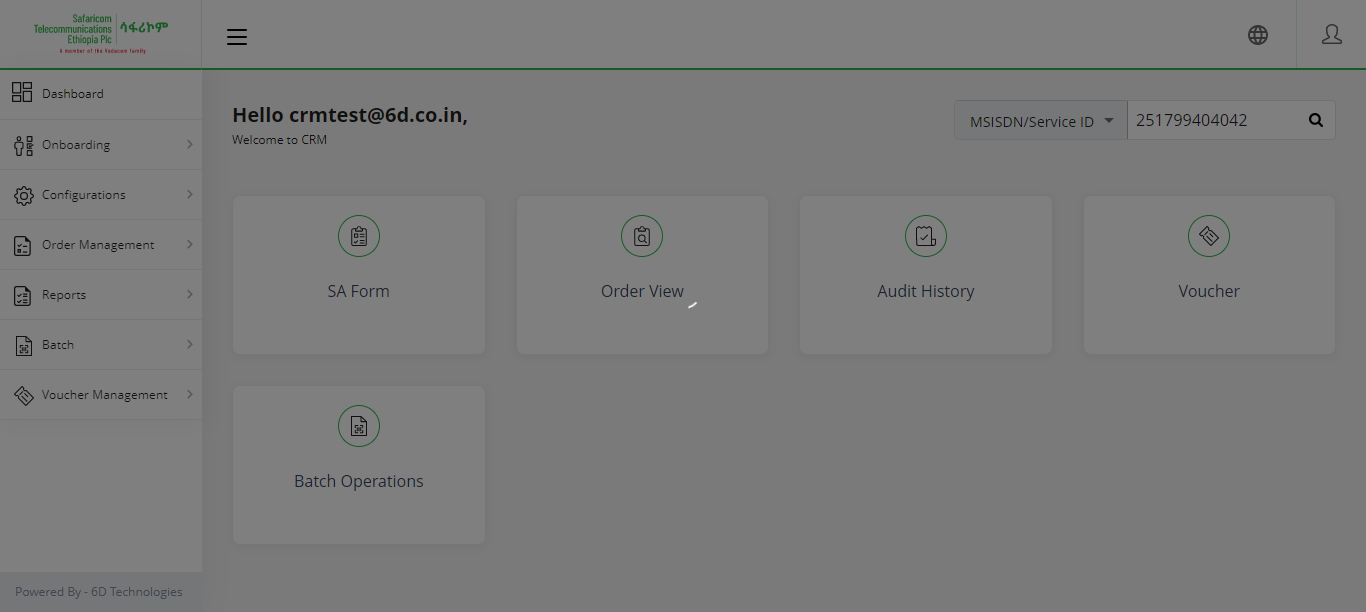 Safaricom
Telecommunications
Ethiopia Plc
ሳፋሪኮም
A member of the Vodacom family
Dashboard
Onboarding
Configurations
Order Management
Reports
Batch
Voucher Management
Powered By - 6D Technologies
Hello crmtest@6d.co.in,
Welcome to CRM
MSISDN/Service ID
251799404042
SA Form
Order View
Audit History
Voucher
Batch Operations